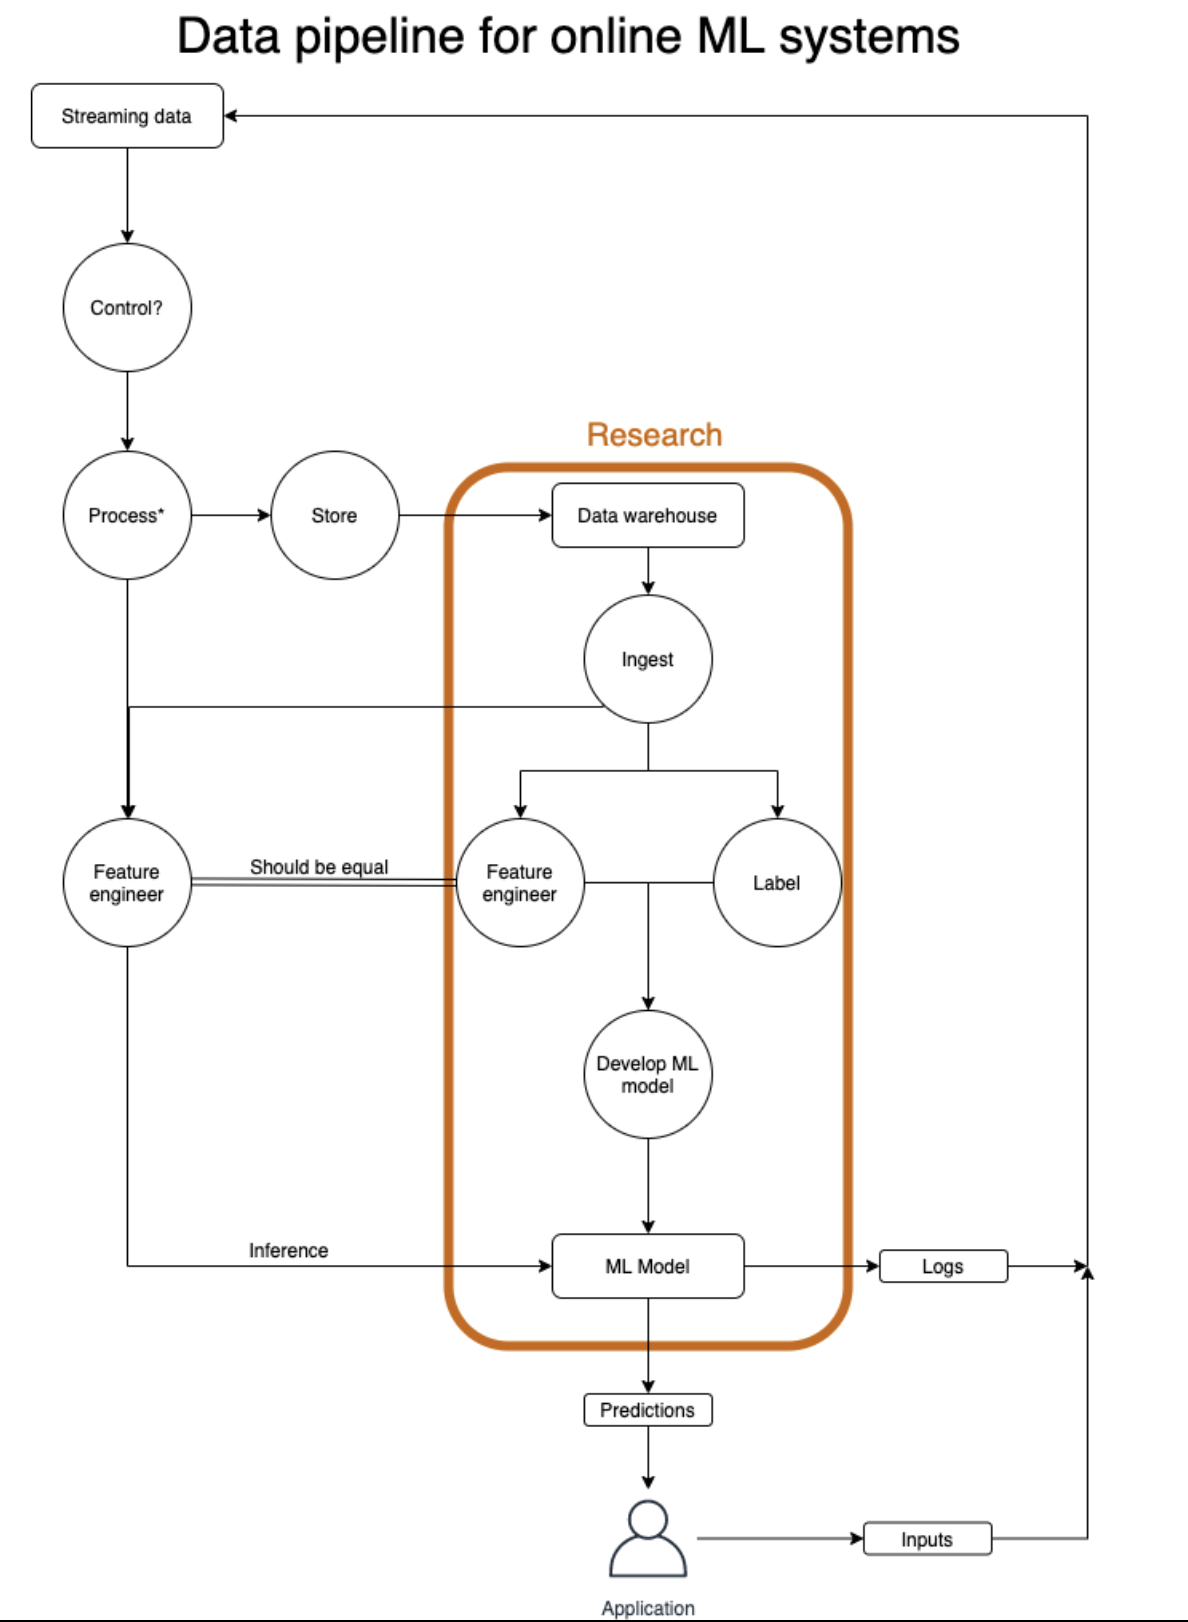 Data pipeline for online ML systems
Streaming data
Control?
Research
Process*
Store
Data warehouse
Ingest
Should be equal
Feature
engineer
Feature
engineer
Label
Develop ML
model
Inference
ML Model
Logs
Predictions
Inputs
Application